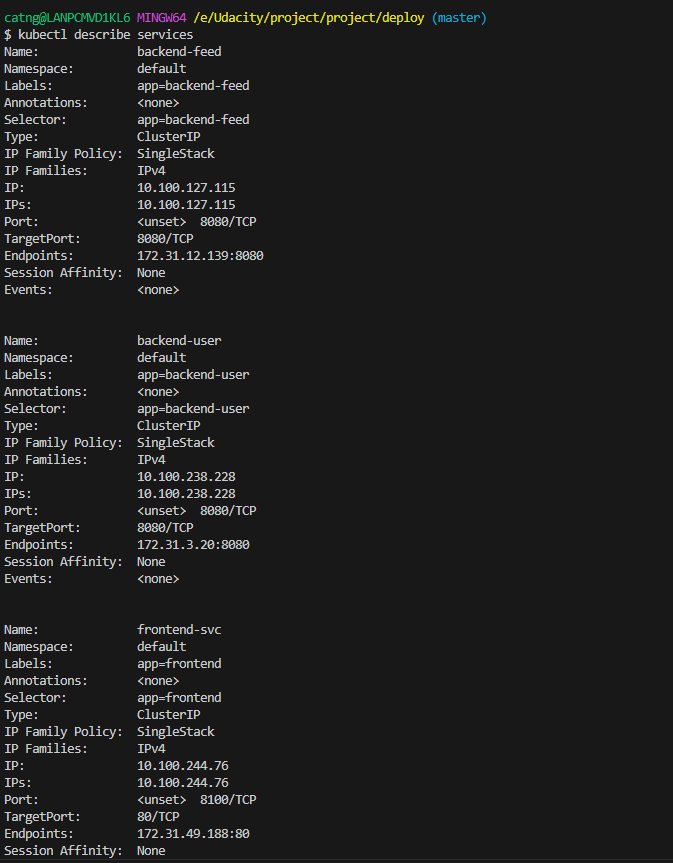 catng@LANPCMVD1KL6 MINGW64 /e/Udacity/project/project/deploy (master)
$ kubectl describe services
Name:              backend-feed
Namespace:         default
Labels:            app=backend-feed
Annotations:       <none>
Selector:          app=backend-feed
Type:              ClusterIP
IP Family Policy:  SingleStack
IP Families:       IPv4
IP:                10.100.127.115
IPs:               10.100.127.115
Port:              <unset>  8080/TCP
TargetPort:        8080/TCP
Endpoints:         172.31.12.139:8080
Session Affinity:  None
Events:            <none>
Name:              backend-user
Namespace:         default
Labels:            app=backend-user
Annotations:       <none>
Selector:          app=backend-user
Type:              ClusterIP
IP Family Policy:  SingleStack
IP Families:       IPv4
IP:                10.100.238.228
IPs:               10.100.238.228
Port:              <unset>  8080/TCP
TargetPort:        8080/TCP
Endpoints:         172.31.3.20:8080
Session Affinity:  None
Events:            <none>
Name:              frontend-svc
Namespace:         default
Labels:            app=frontend
Annotations:       <none>
Selector:          app=frontend
Type:              ClusterIP
IP Family Policy:  SingleStack
IP Families:       IPv4
IP:                10.100.244.76
IPs:               10.100.244.76
Port:              <unset>  8100/TCP
TargetPort:        80/TCP
Endpoints:         172.31.49.188:80
Session Affinity:  None